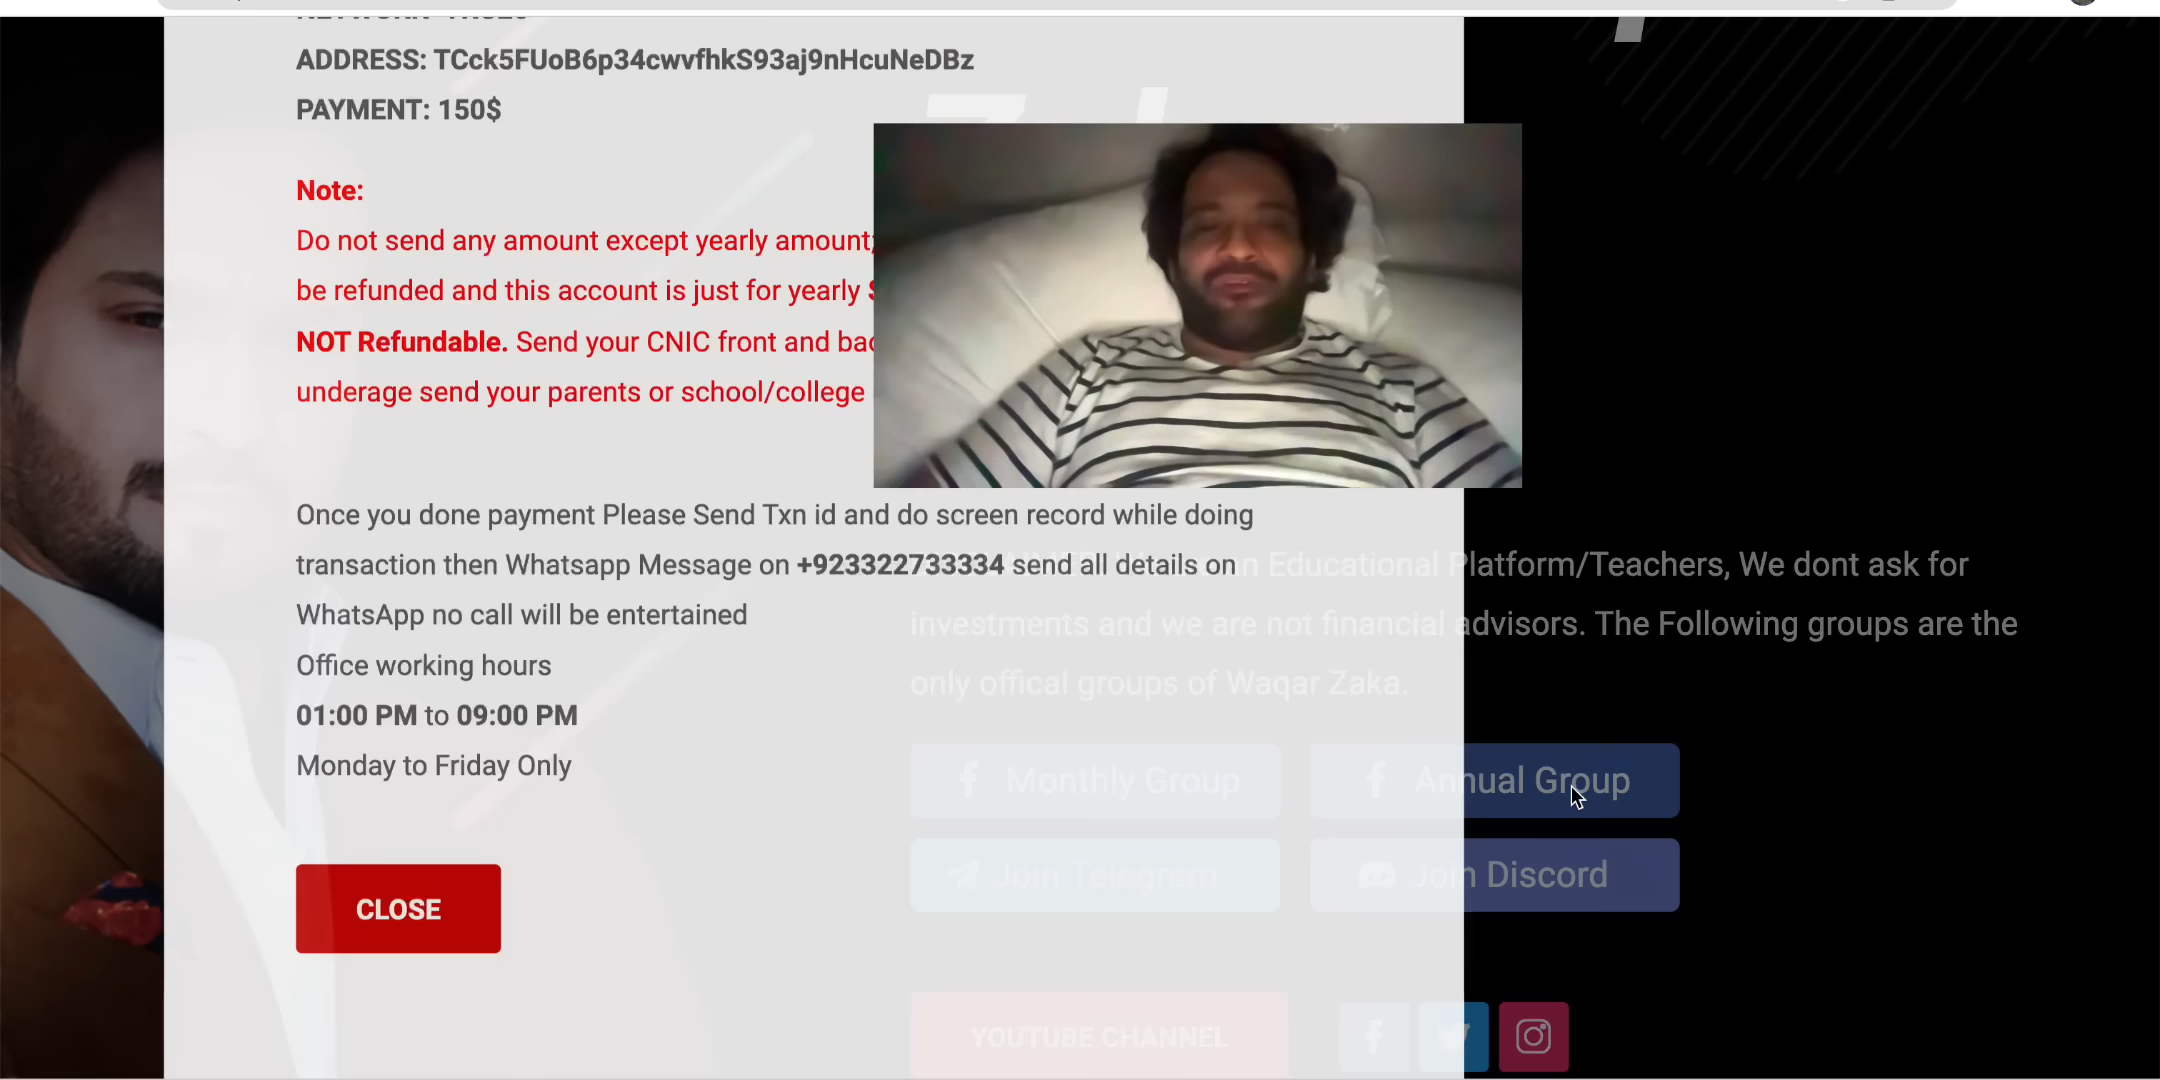 ADDRESS: TCck5FUoB6p34cwvfhkS93aj9nHcuNeDBz
PAYMENT: 150$
Note:
Do not send any amount except yearly amount;
be refunded and this account is just for yearly
NOT Refundable. Send your CNIC front and
underage send your parents or school/college
Once you done payment Please Send Txn id and do screen record while doing
transaction then Whatsapp Message on +923322733334 send all details on
WhatsApp no call will be entertained
Office working hours
01:00 PM to 09:00 PM
Monday to Friday Only
CLOSE
an Educational Platform/Teachers, We dont ask for
investments and we are not financial advisors. The Following groups are the
only offical groups of Waqar Zaka.
Monthly Group
Annual Group
Join Telegram
Join Discord
YOUTUBE CHANNEL